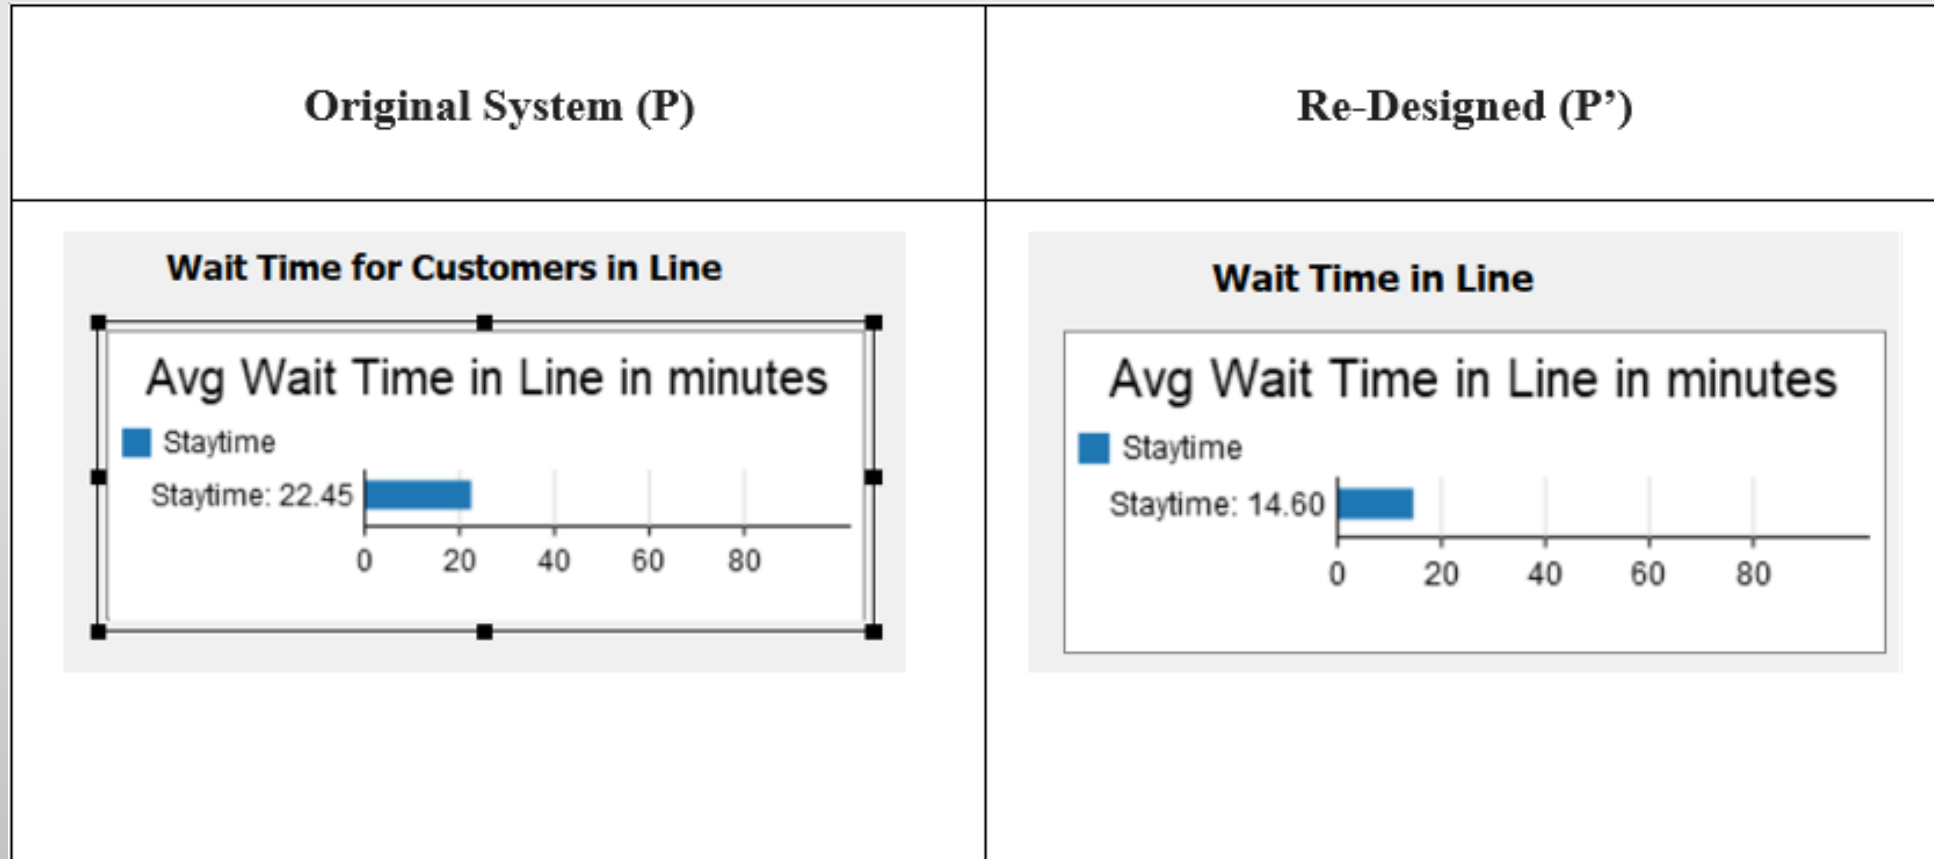 Original System (P)
Re-Designed (P’)
Wait Time for Customers in Line
Avg Wait Time in Line in minutes
Staytime
Staytime: 22.45
0 20 40 60 80
Wait Time in Line
Avg Wait Time in Line in minutes
Staytime
Staytime: 14.60
0 20 40 60 80